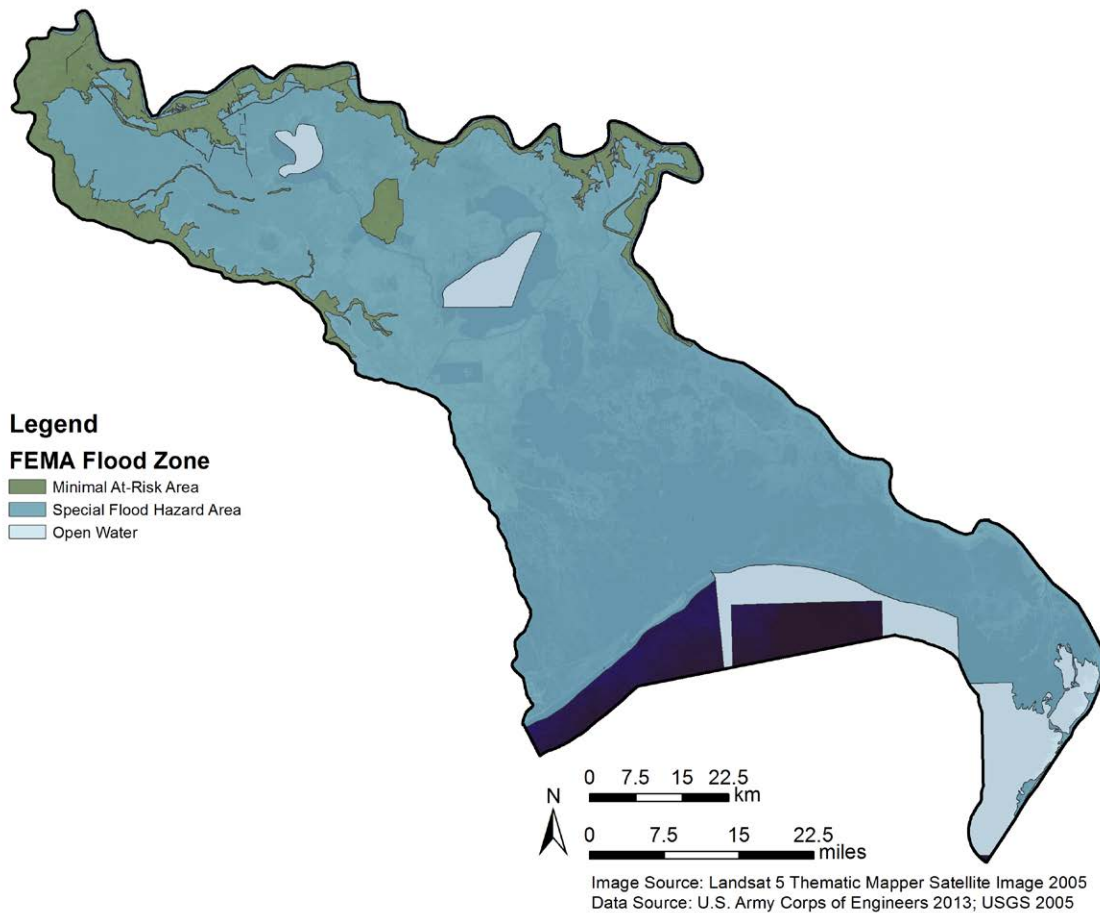 Legend
FEMA Flood Zone
Minimal At-Risk Area
Special Flood Hazard Area
Open Water
0 7.5 15 22.5
km
N
0 7.5 15 22.5
miles
Image Source: Landsat 5 Thematic Mapper Satellite Image 2005
Data Source: U.S. Army Corps of Engineers 2013; USGS 2005